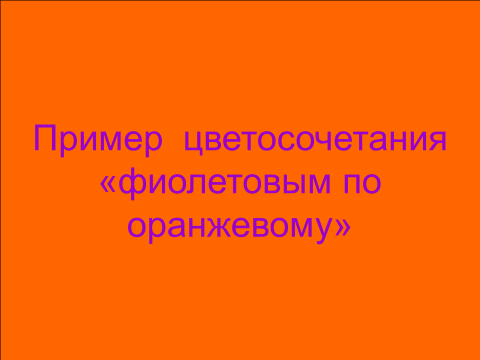 Пример  цветосочетания
«фиолетовым по
оранжевому»